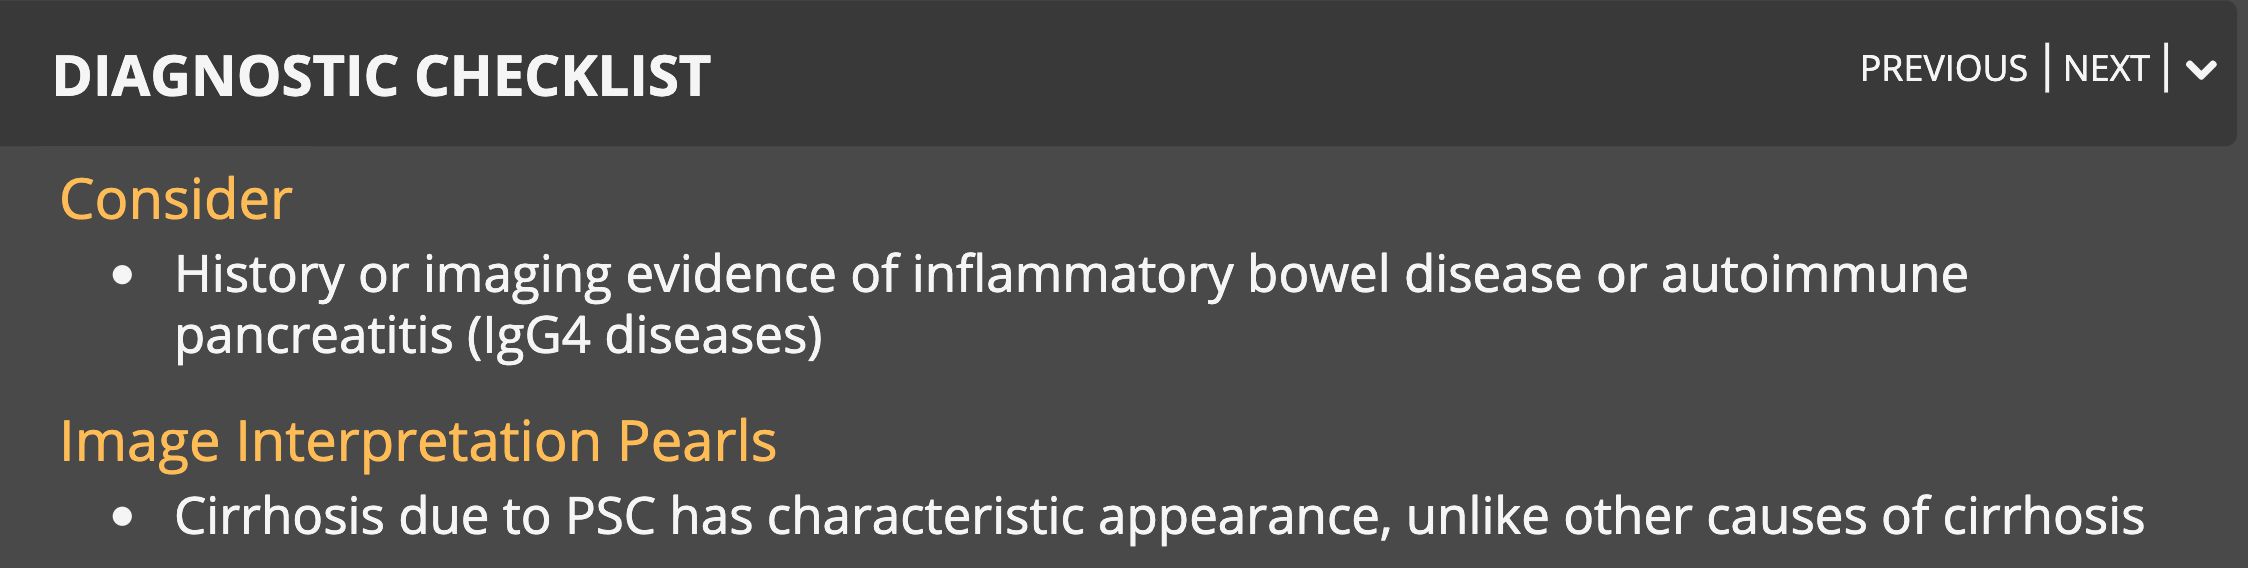 DIAGNOSTIC CHECKLIST
PREVIOUS | NEXT |
Consider
• History or imaging evidence of inflammatory bowel disease or autoimmune
pancreatitis (IgG4 diseases)
Image Interpretation Pearls
• Cirrhosis due to PSC has characteristic appearance, unlike other causes of cirrhosis